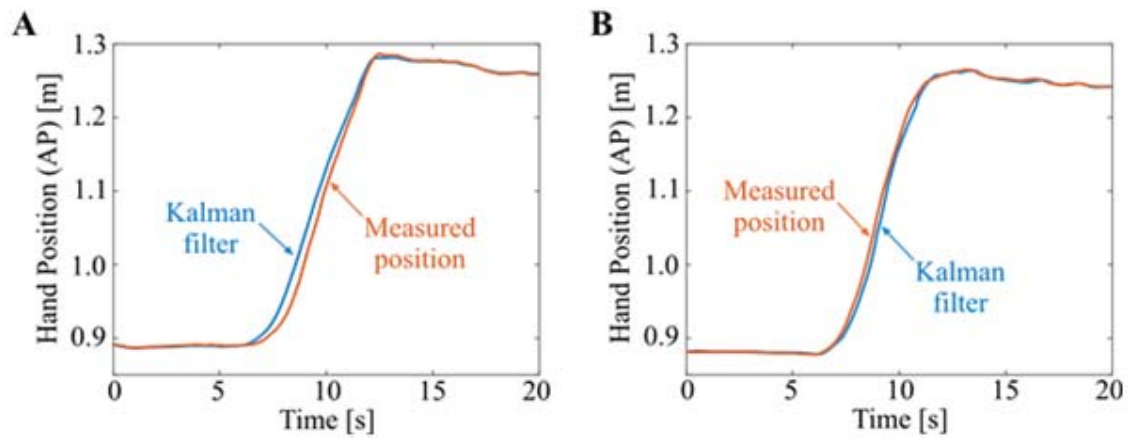 A
Hand Position (AP) [m]
1.3
1.2
1.1
1.0
0.9
Kalman
filter
Measured
position
0
5
10
15
20
Time [s]
B
Hand Position (AP) [m]
1.3
1.2
1.1
1.0
0.9
Measured
position
Kalman
filter
0
5
10
15
20
Time [s]